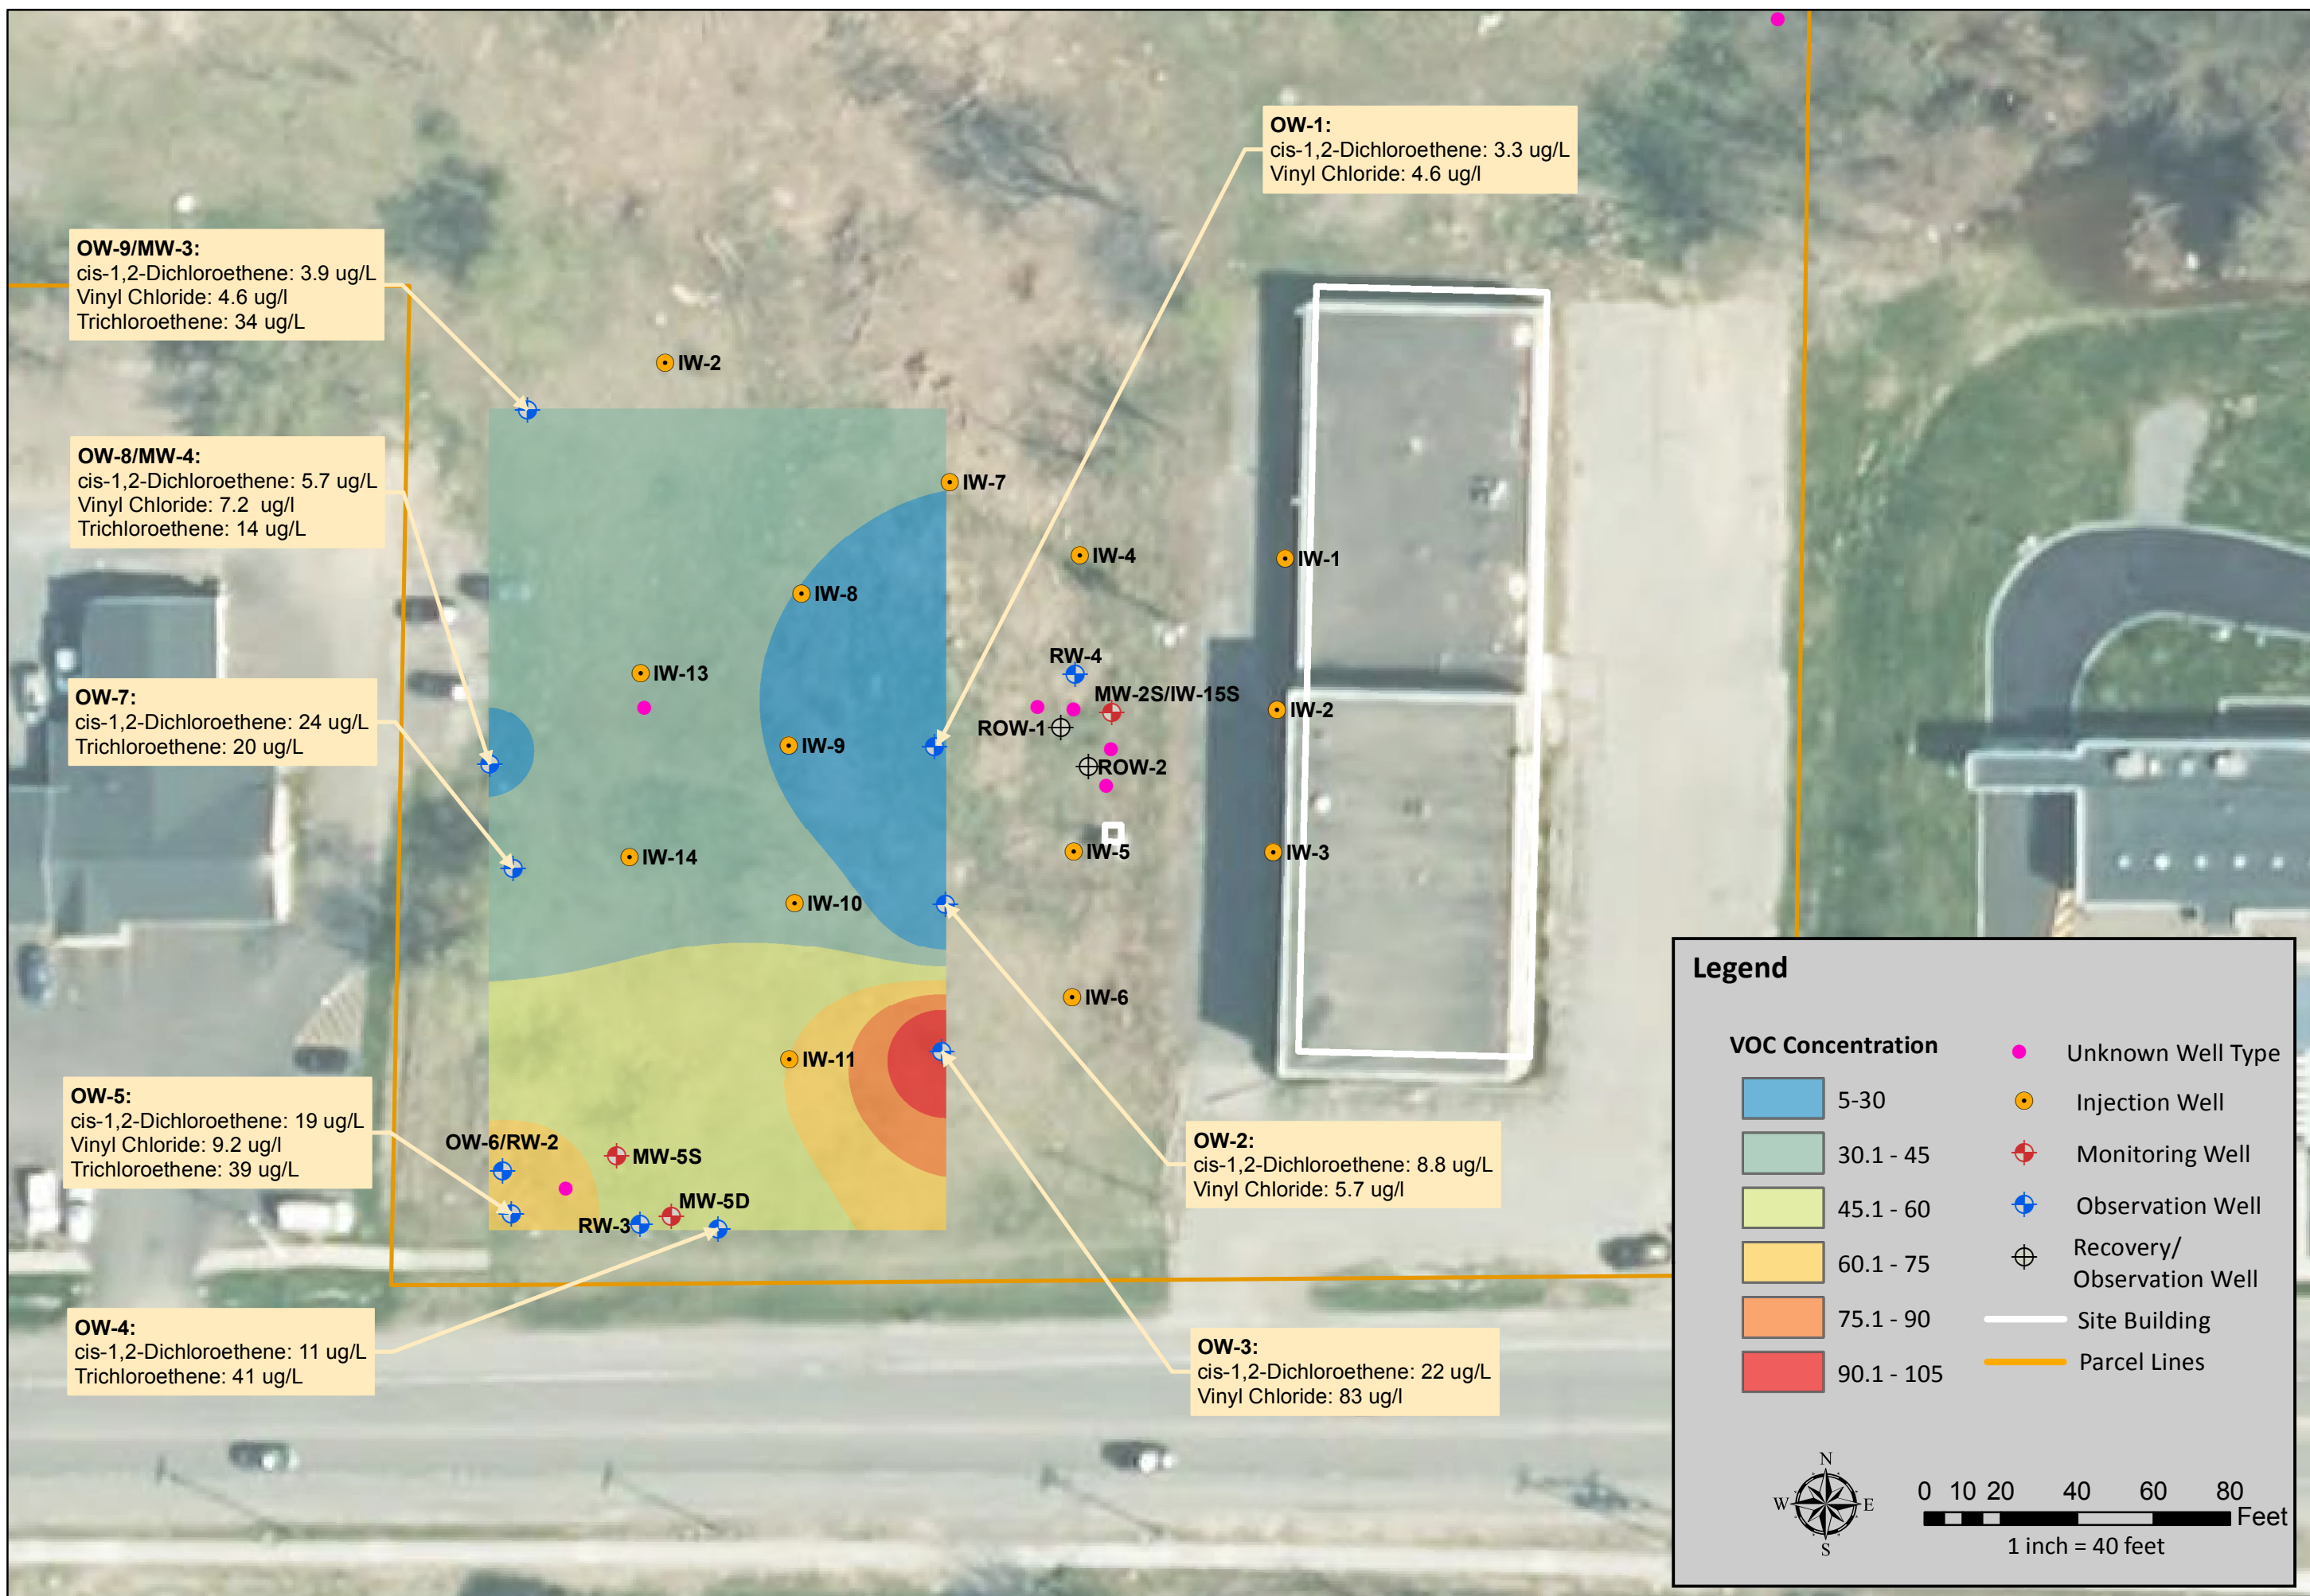 OW-1:
cis-1,2-Dichloroethene: 3.3 ug/L
Vinyl Chloride: 4.6 ug/l
OW-9/MW-3:
cis-1,2-Dichloroethene: 3.9 ug/L
Vinyl Chloride: 4.6 ug/l
Trichloroethene: 34 ug/L
IW-2
OW-8/MW-4:
cis-1,2-Dichloroethene: 5.7 ug/L
Vinyl Chloride: 7.2  ug/l
Trichloroethene: 14 ug/L
IW-7
IW-4
IW-1
IW-8
RW-4
IW-13
MW-2S/IW-15S
OW-7:
cis-1,2-Dichloroethene: 24 ug/L
Trichloroethene: 20 ug/L
IW-2
ROW-1
IW-9
ROW-2
IW-14
IW-5
IW-3
IW-10
IW-6
IW-11
OW-5:
cis-1,2-Dichloroethene: 19 ug/L
Vinyl Chloride: 9.2 ug/l
Trichloroethene: 39 ug/L
OW-6/RW-2
MW-5S
MW-5D
RW-3
OW-2:
cis-1,2-Dichloroethene: 8.8 ug/L
Vinyl Chloride: 5.7 ug/l
OW-4:
cis-1,2-Dichloroethene: 11 ug/L
Trichloroethene: 41 ug/L
OW-3:
cis-1,2-Dichloroethene: 22 ug/L
Vinyl Chloride: 83 ug/l
Legend
VOC Concentration
5-30
30.1 - 45
45.1 - 60
60.1 - 75
75.1 - 90
90.1 - 105
Unknown Well Type
Injection Well
Monitoring Well
Observation Well
Recovery/
Observation Well
Site Building
Parcel Lines
N
W E
S
0 10 20 40 60 80
Feet
1 inch = 40 feet